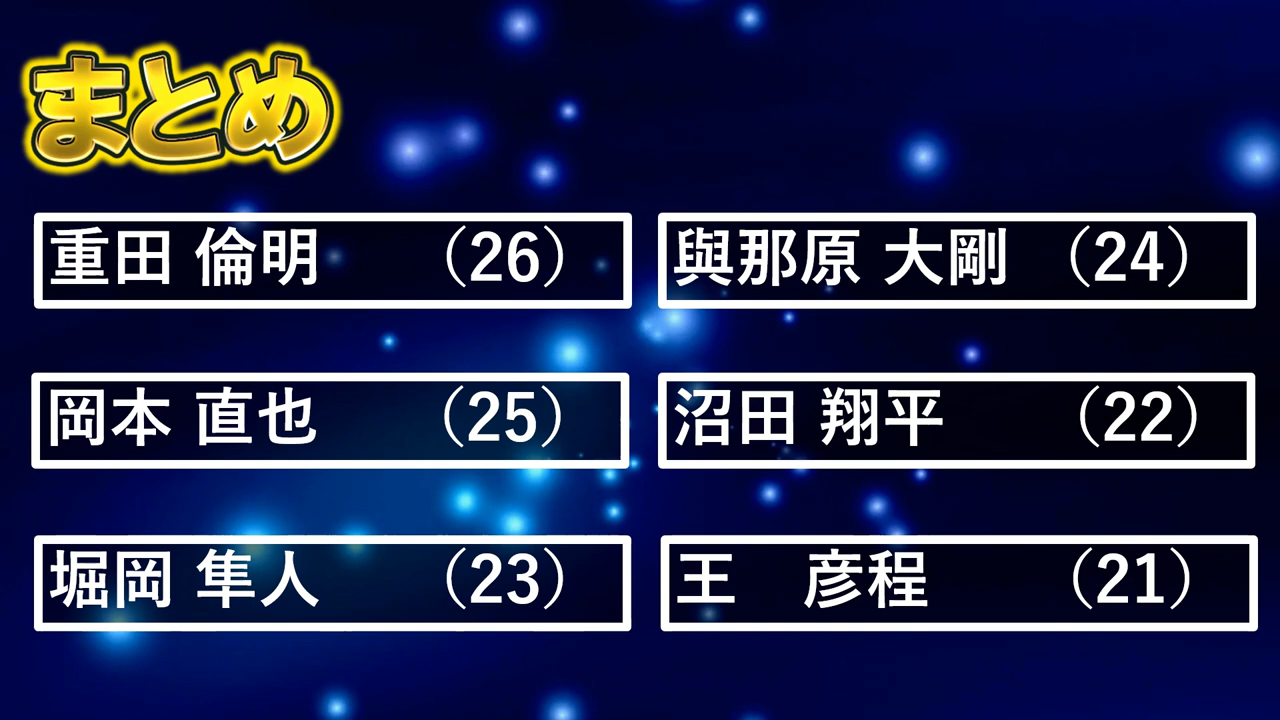 まとめ
重田 倫明 （26）
與那原 大剛 （24）
岡本 直也 （25）
沼田 翔平 （22）
堀岡 隼人 （23）
王　彦程 （21）